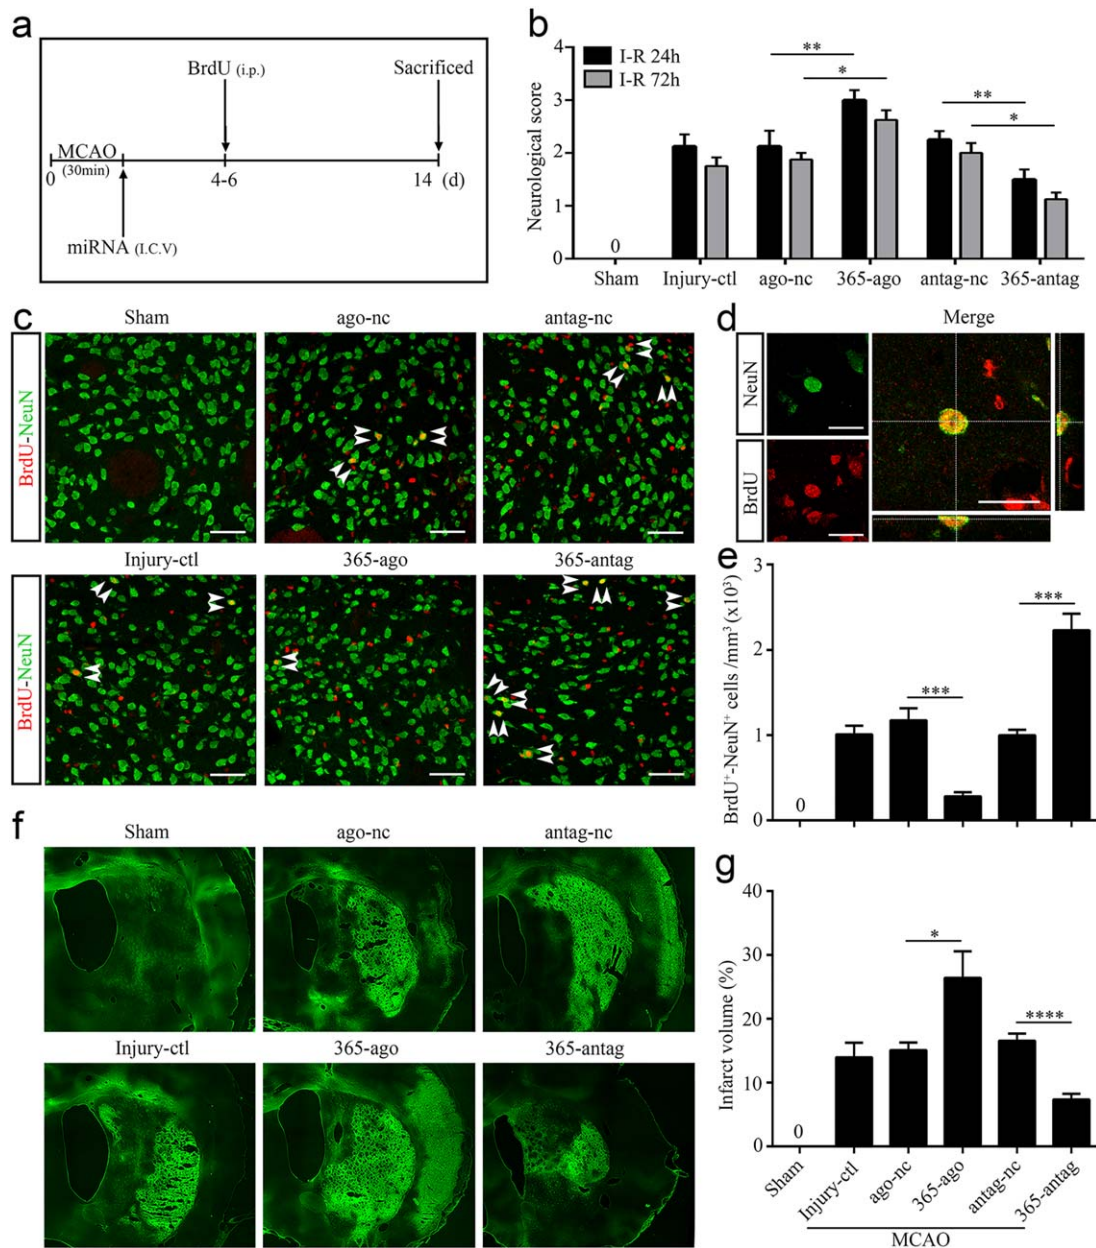 a
BrdU (i.p.)
Sacrificed
MCAO
(30min)
0
4-6
14 (d)
miRNA (I.C.V)
b
I-R 24h
I-R 72h
Neurological score
4
3
2
1
0
** * ** *
0
Sham Injury-ctl ago-nc 365-ago antag-nc 365-antag
c
Sham ago-nc antag-nc
BrdU-NeuN
Injury-ctl 365-ago 365-antag
BrdU-NeuN
d
Merge
NeuN
BrdU
e
BrdU⁺-NeuN⁺ cells /mm³ (x10³)
3
2
1
0
*** ***
0
f
Sham ago-nc antag-nc
Injury-ctl 365-ago 365-antag
g
Infarct volume (%)
40
30
20
10
0
* ****
0
Sham Injury-ctl ago-nc 365-ago antag-nc 365-antag
MCAO